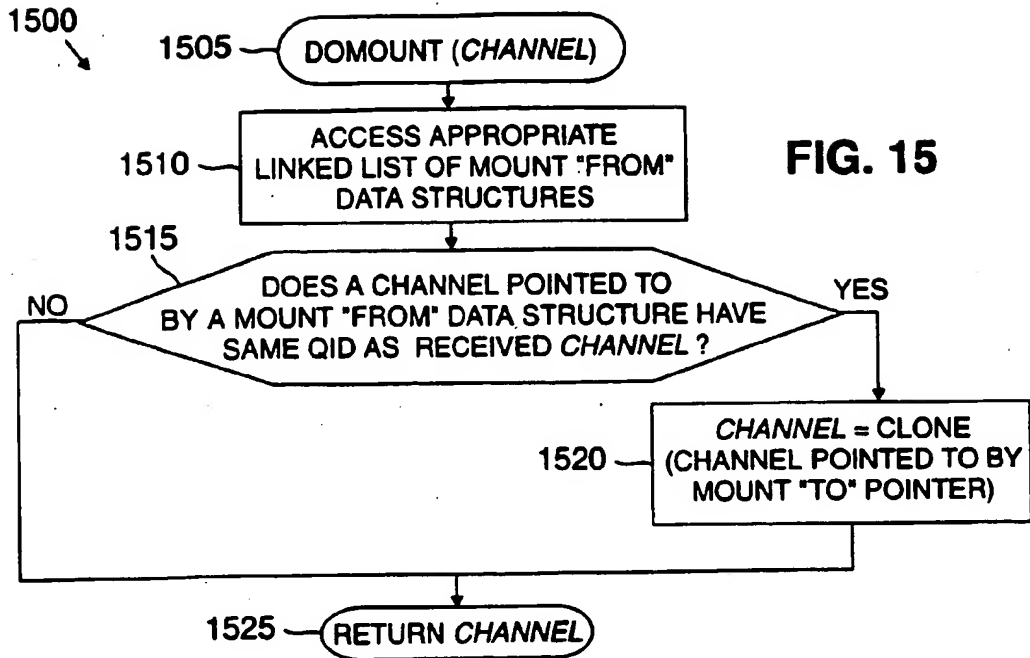 1500
1505
DOMOUNT (CHANNEL)
1510
ACCESS APPROPRIATE
LINKED LIST OF MOUNT "FROM"
DATA STRUCTURES
FIG. 15
1515
NO
DOES A CHANNEL POINTED TO
BY A MOUNT "FROM" DATA STRUCTURE HAVE
SAME QID AS RECEIVED CHANNEL ?
YES
1520
CHANNEL = CLONE
(CHANNEL POINTED TO BY
MOUNT "TO" POINTER)
1525
RETURN CHANNEL